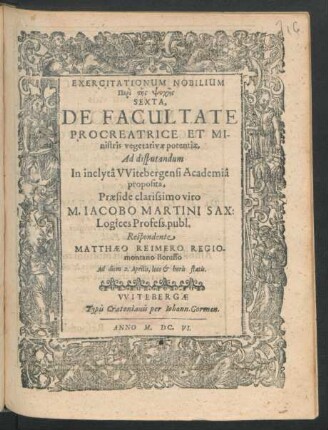 216
EXERCITATIONUM NOBILIUM
Περὶ τῆς Ψυχῆς
SEXTA,
DE FACULTATE
PROCREATRICE ET MI-
nistris vegetativæ potentiæ,
Ad disputandum
In inclytâ VVitebergensi Academiâ
proposita,
Præside clarissimo viro
M. IACOBO MARTINI SAX:
Logices Profess. publ.
Respondente
MATTHÆO REIMERO REGIO-
montano Borusso
Ad diem 2. Aprilis, loco & horis statis.
VVITEBERGÆ
Typis Cratonianis per Iohann. Gorman.
ANNO M. DC. VI.